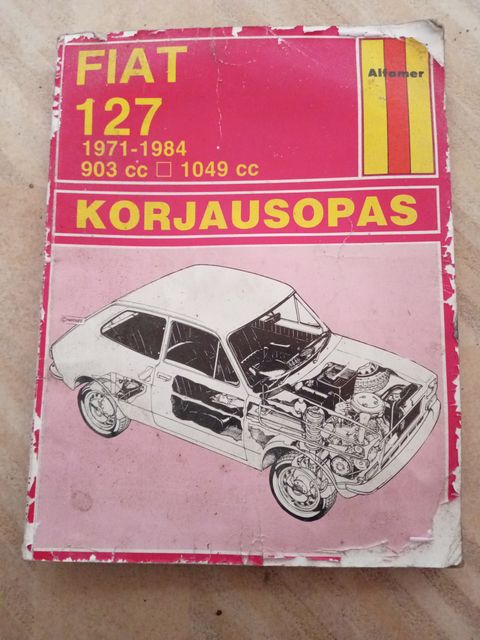 FIAT
127
1971-1984
903 cc □ 1049 cc
Alfamer
KORJAUSOPAS